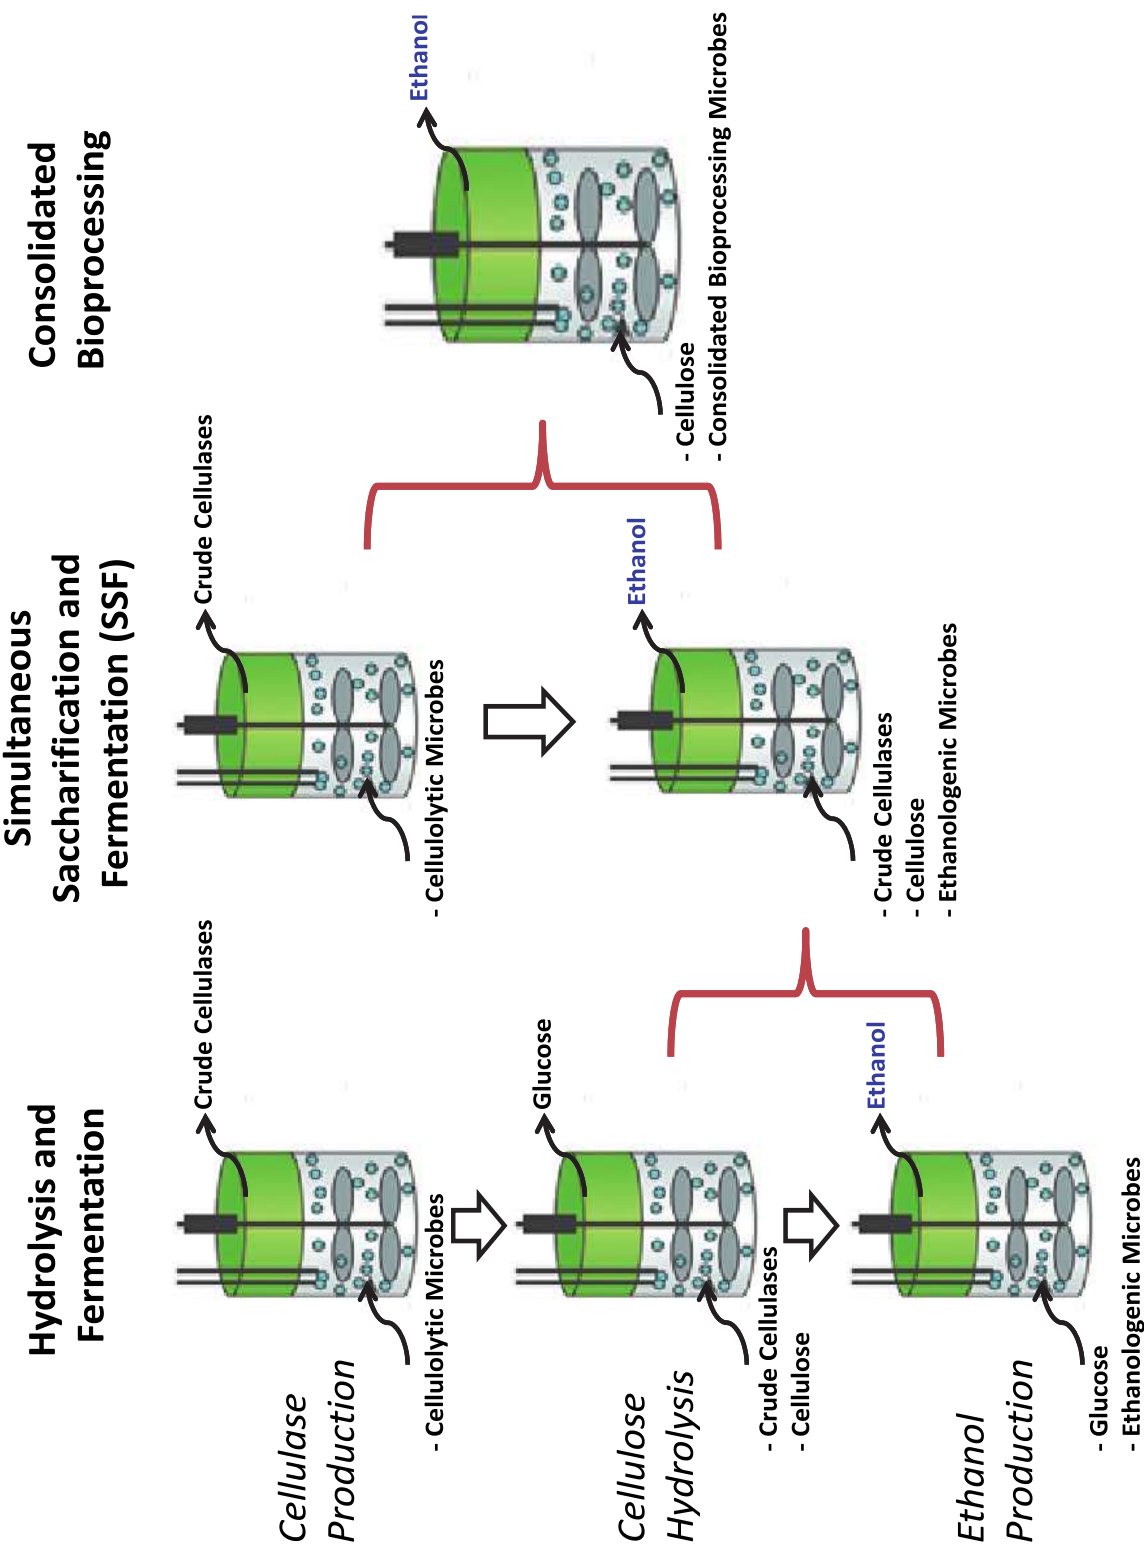 Hydrolysis and
Fermentation
Simultaneous
Saccharification and
Fermentation (SSF)
Consolidated
Bioprocessing
Cellulase
Production
Crude Cellulases
- Cellulolytic Microbes
Crude Cellulases
- Cellulolytic Microbes
Ethanol
- Cellulose
- Consolidated Bioprocessing Microbes
Cellulose
Hydrolysis
Glucose
- Crude Cellulases
- Cellulose
Ethanol
- Crude Cellulases
- Cellulose
- Ethanologenic Microbes
Ethanol
Production
Ethanol
- Glucose
- Ethanologenic Microbes